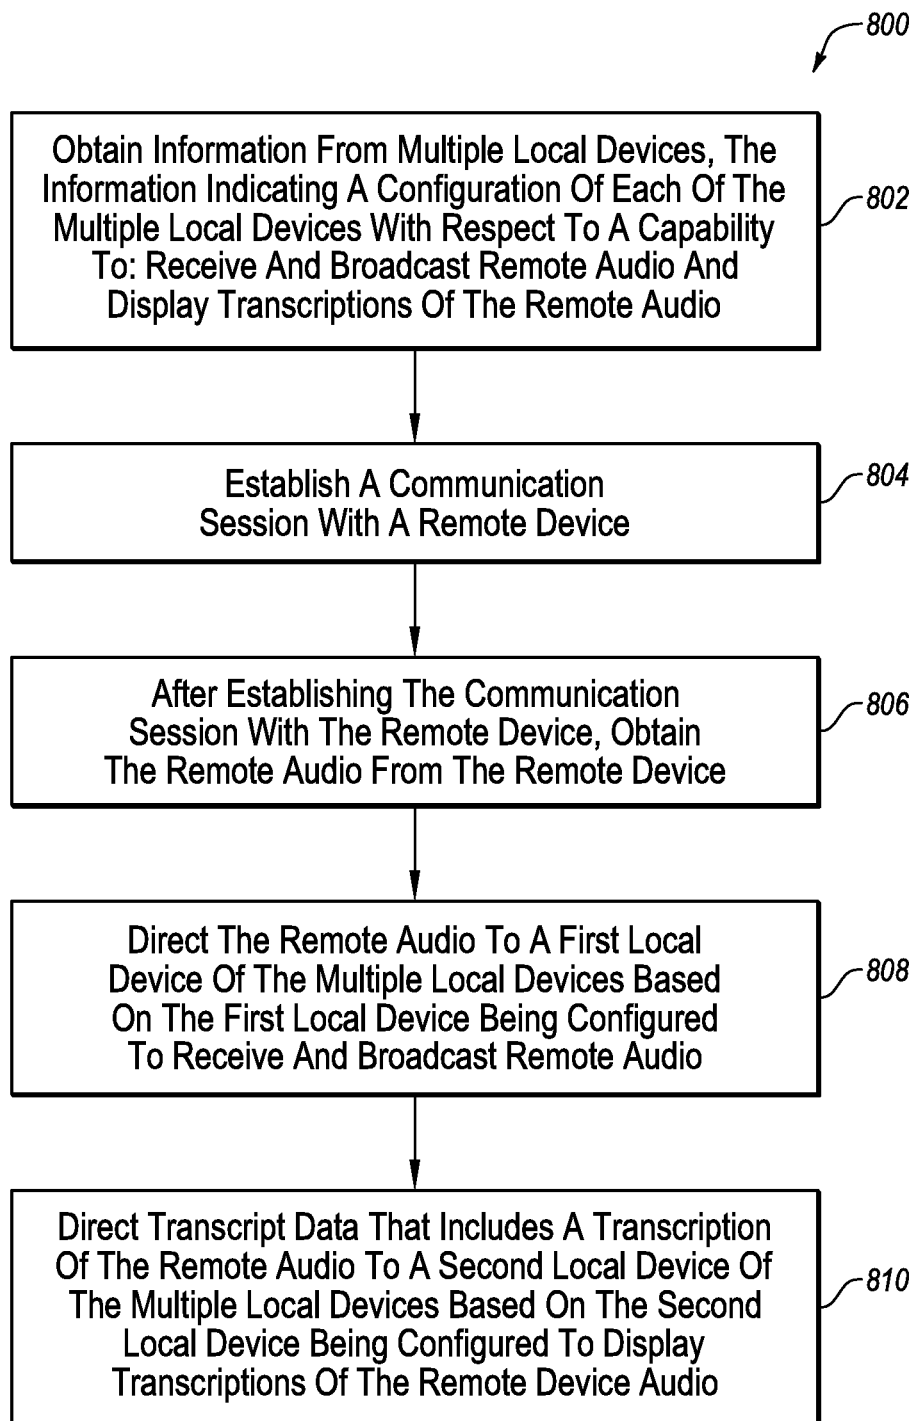 800
Obtain Information From Multiple Local Devices, The
Information Indicating A Configuration Of Each Of The
Multiple Local Devices With Respect To A Capability
To: Receive And Broadcast Remote Audio And
Display Transcriptions Of The Remote Audio
802
Establish A Communication
Session With A Remote Device
804
After Establishing The Communication
Session With The Remote Device, Obtain
The Remote Audio From The Remote Device
806
Direct The Remote Audio To A First Local
Device Of The Multiple Local Devices Based
On The First Local Device Being Configured
To Receive And Broadcast Remote Audio
808
Direct Transcript Data That Includes A Transcription
Of The Remote Audio To A Second Local Device Of
The Multiple Local Devices Based On The Second
Local Device Being Configured To Display
Transcriptions Of The Remote Device Audio
810